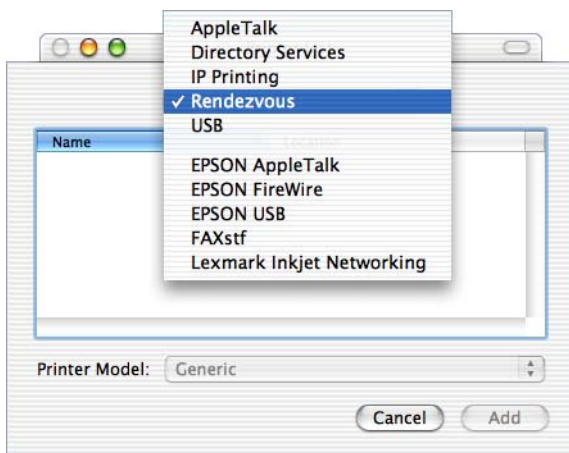 AppleTalk
Directory Services
IP Printing
✓ Rendezvous
USB
Name
Location
EPSON AppleTalk
EPSON FireWire
EPSON USB
FAXstf
Lexmark Inkjet Networking
Printer Model: Generic
Cancel Add